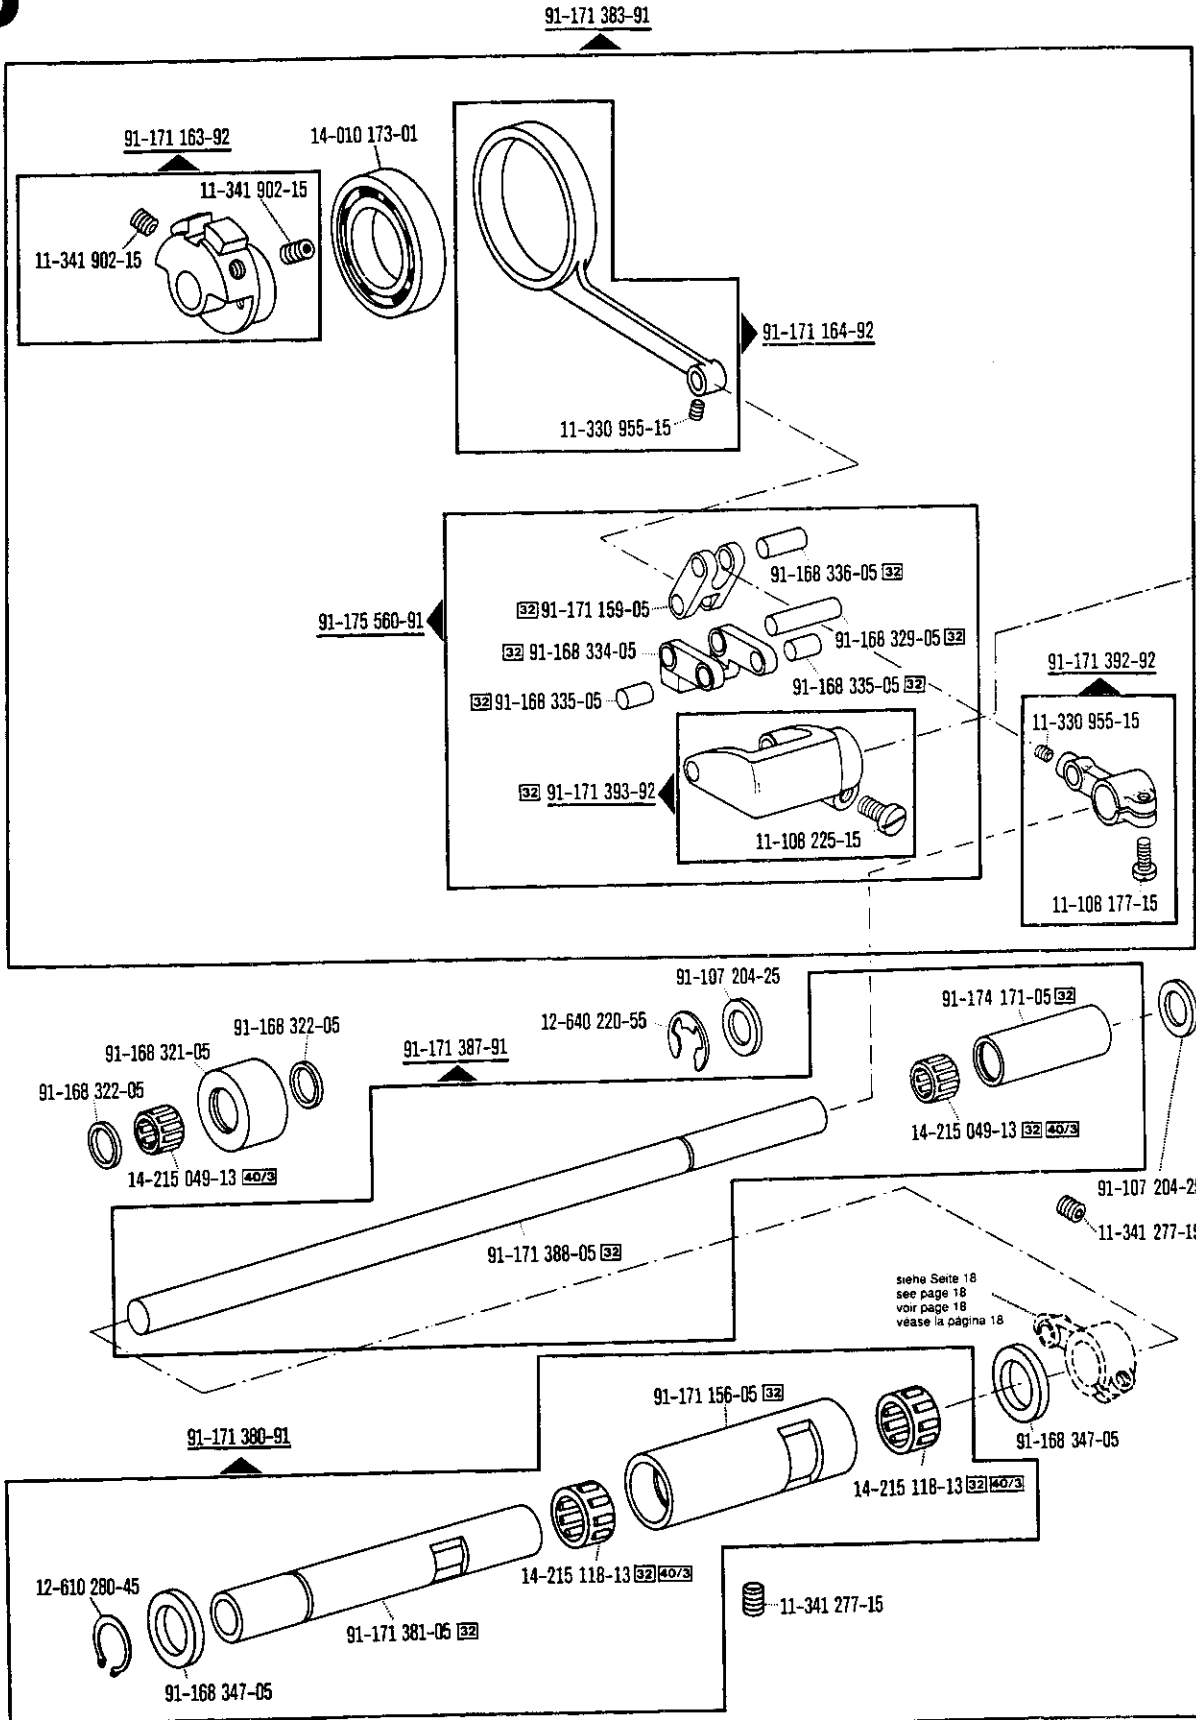 91-171 383-91
91-171 163-92
14-010 173-01
11-341 902-15
11-341 902-15
91-171 164-92
11-330 955-15
91-168 336-05 32
32 91-171 159-05
91-175 560-91
91-168 329-05 32
32 91-168 334-05
91-171 392-92
91-168 335-05 32
32 91-168 335-05
11-330 955-15
32 91-171 393-92
11-108 225-15
11-108 177-15
91-107 204-25
91-174 171-05 32
12-640 220-55
91-168 322-05
91-168 321-05
91-171 387-91
91-168 322-05
14-215 049-13 32 40/3
14-215 049-13 40/3
91-107 204-2
11-341 277-1
91-171 388-05 32
siehe Seite 18
see page 18
voir page 18
véase la página 18
91-171 156-05 32
91-171 380-91
91-168 347-05
14-215 118-13 32 40/3
14-215 118-13 32 40/3
12-610 280-45
11-341 277-15
91-171 381-05 32
91-168 347-05